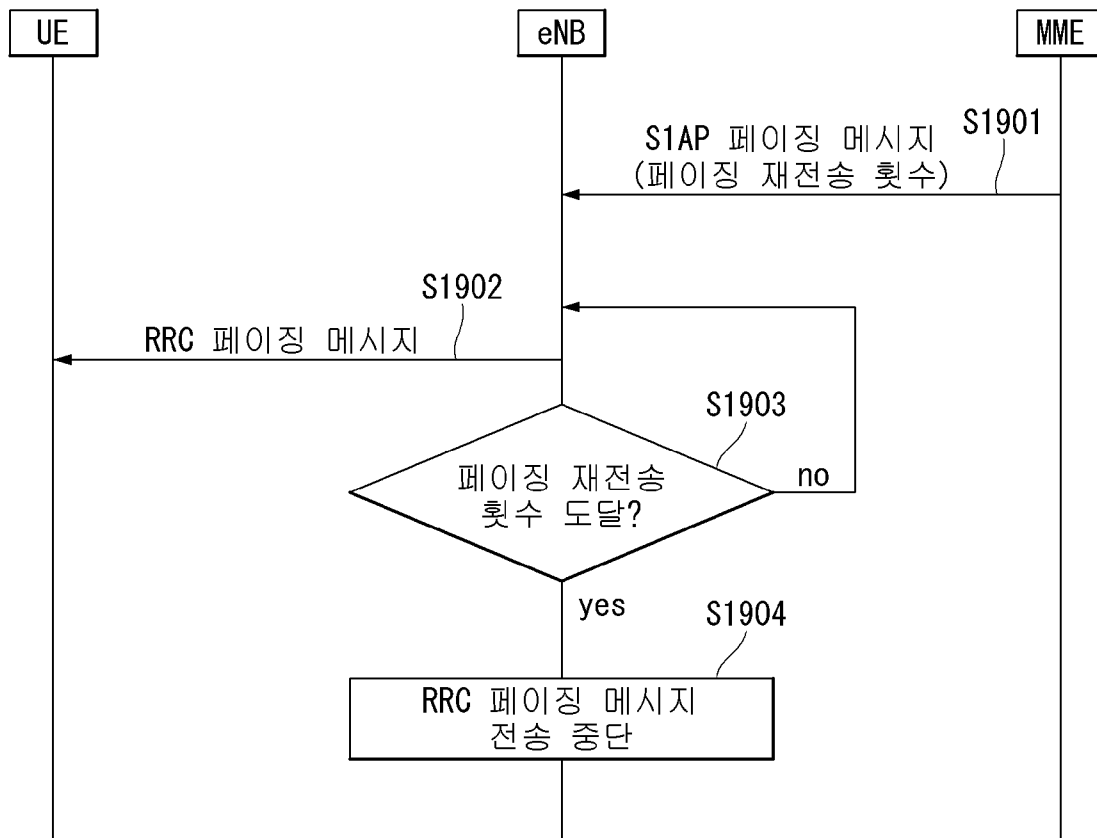 UE
eNB
MME
S1901
S1AP 페이징 메시지
(페이징 재전송 횟수)
S1902
RRC 페이징 메시지
S1903
페이징 재전송
횟수 도달?
no
yes
S1904
RRC 페이징 메시지
전송 중단